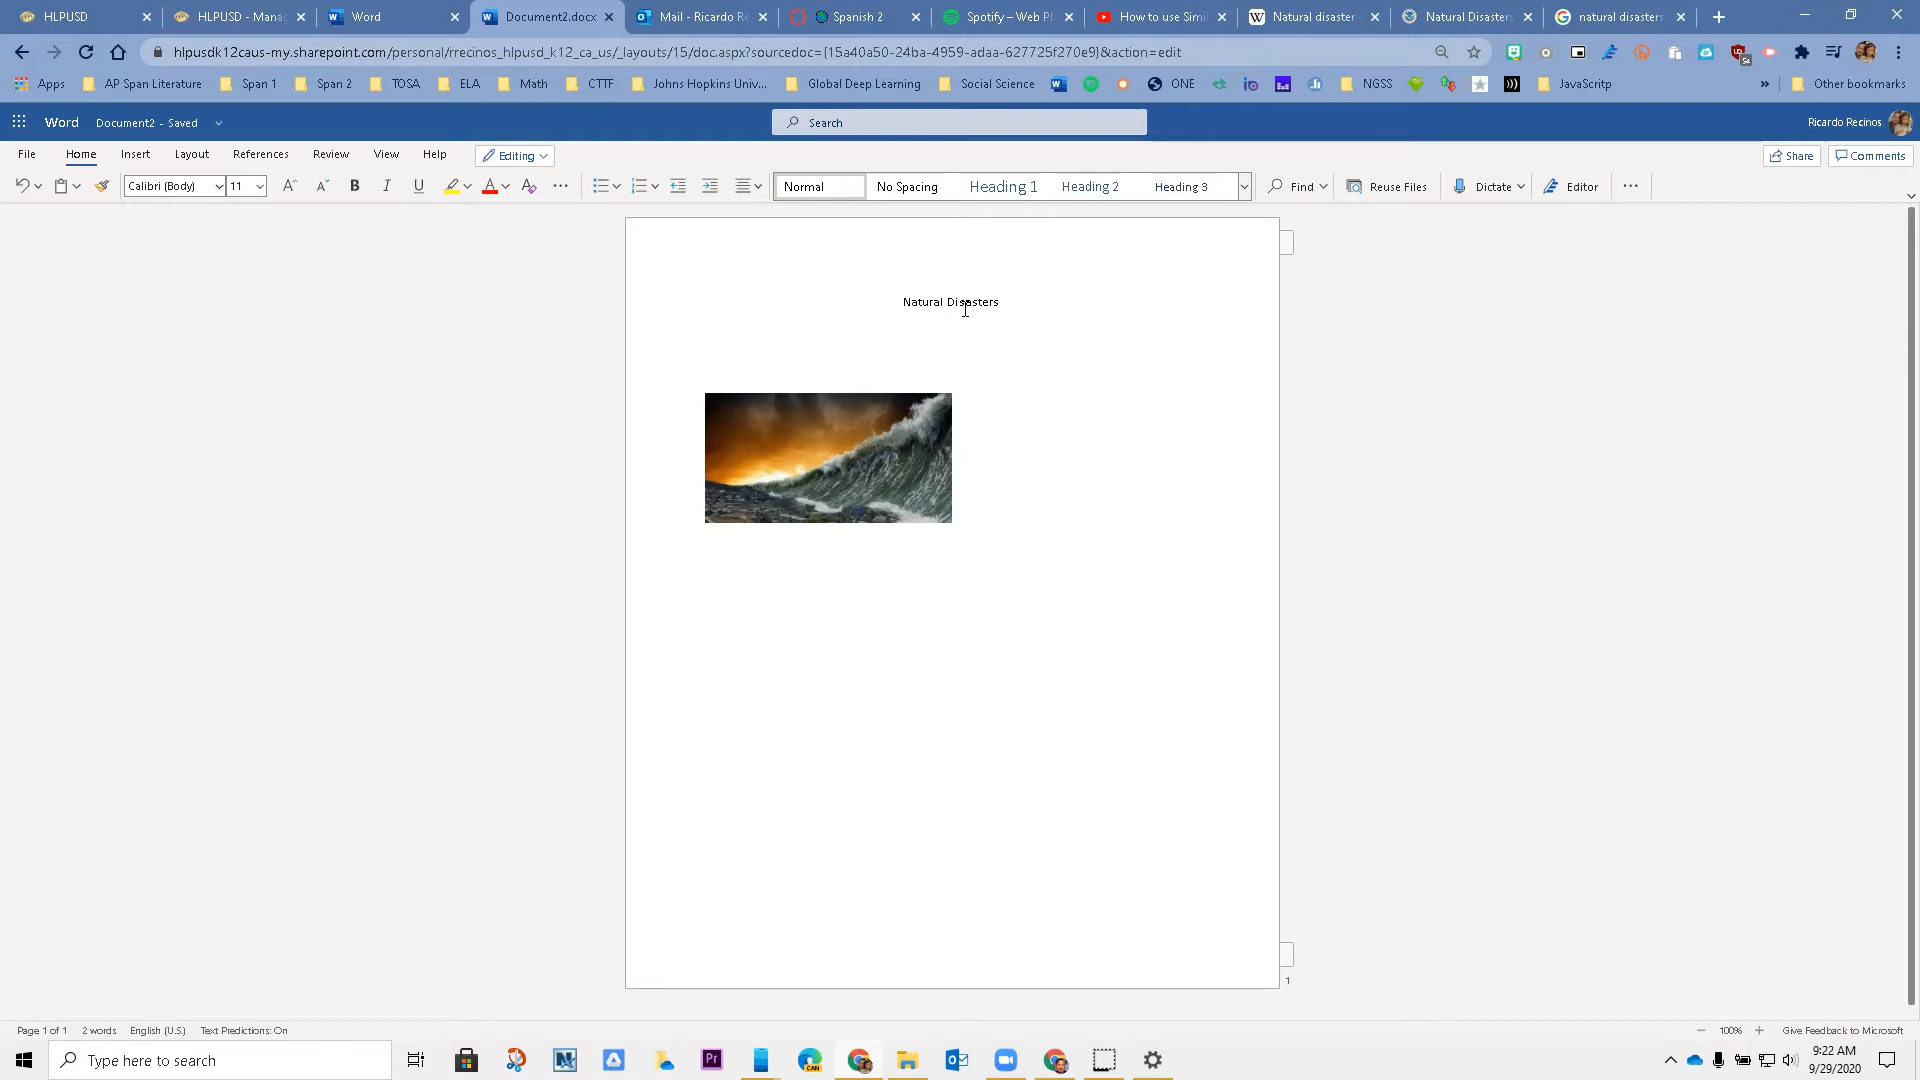 HLPUSD
HLPUSD - Mana
Word
Document2.docx
Mail - Ricardo Re
Spanish 2
Spotify – Web Pl
How to use Simil
Natural disaster -
Natural Disasters
natural disasters
hlpusdk12caus-my.sharepoint.com/personal/rrecinos_hlpusd_k12_ca_us/_layouts/15/doc.aspx?sourcedoc={15a40a50-24ba-4959-adaa-627725f270e9}&action=edit
Apps
AP Span Literature
Span 1
Span 2
TOSA
ELA
Math
CTTF
Johns Hopkins Univ...
Global Deep Learning
Social Science
ONE
NGSS
JavaScritp
Other bookmarks
Word
Document2 - Saved
Search
Ricardo Recinos
File
Home
Insert
Layout
References
Review
View
Help
Editing
Share
Comments
Calibri (Body)
11
Normal
No Spacing
Heading 1
Heading 2
Heading 3
Find
Reuse Files
Dictate
Editor
Natural Disasters
1
Page 1 of 1
2 words
English (U.S.)
Text Predictions: On
100%
Give Feedback to Microsoft
Type here to search
Pr
CAN
9:22 AM
9/29/2020